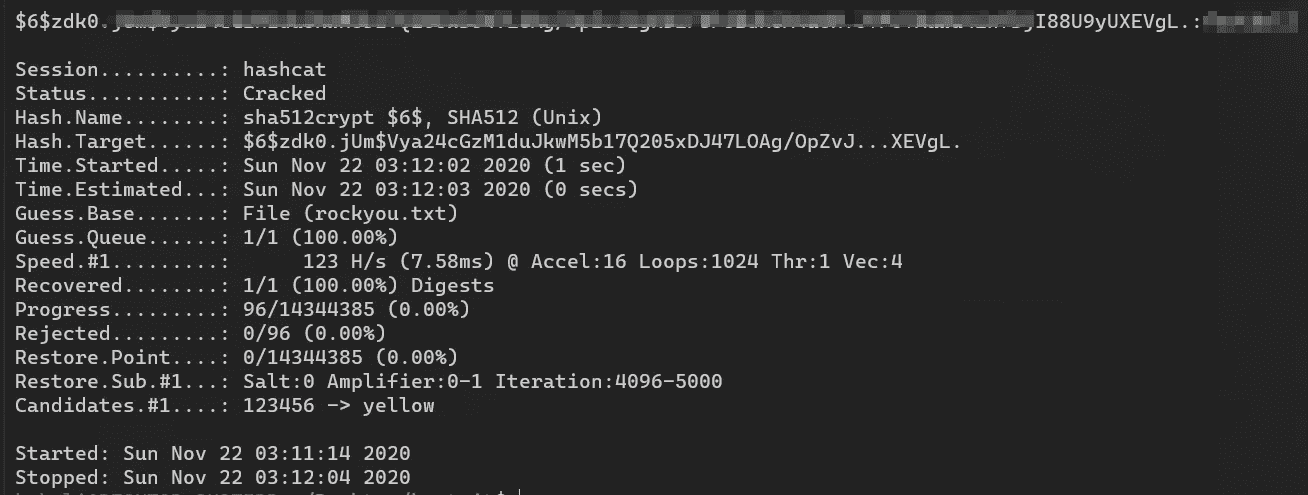 $6$zdk0. I88U9yUXEVgL.:
Session..........: hashcat
Status...........: Cracked
Hash.Name........: sha512crypt $6$, SHA512 (Unix)
Hash.Target......: $6$zdk0.jUm$Vya24cGzM1duJkwM5b17Q205xDJ47LOAg/OpZvJ...XEVgL.
Time.Started.....: Sun Nov 22 03:12:02 2020 (1 sec)
Time.Estimated...: Sun Nov 22 03:12:03 2020 (0 secs)
Guess.Base.......: File (rockyou.txt)
Guess.Queue......: 1/1 (100.00%)
Speed.#1.........:      123 H/s (7.58ms) @ Accel:16 Loops:1024 Thr:1 Vec:4
Recovered........: 1/1 (100.00%) Digests
Progress.........: 96/14344385 (0.00%)
Rejected.........: 0/96 (0.00%)
Restore.Point....: 0/14344385 (0.00%)
Restore.Sub.#1...: Salt:0 Amplifier:0-1 Iteration:4096-5000
Candidates.#1....: 123456 -> yellow
Started: Sun Nov 22 03:11:14 2020
Stopped: Sun Nov 22 03:12:04 2020